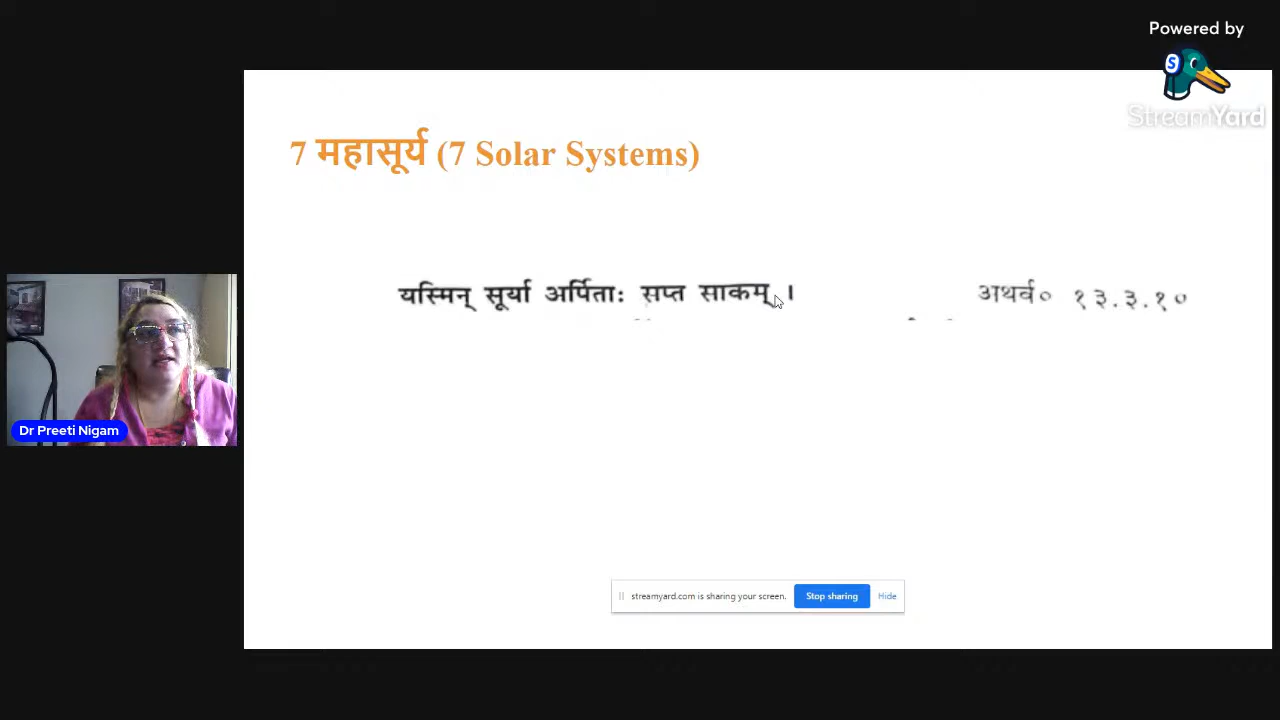 Powered by
StreamYard
7 महासूर्य (7 Solar Systems)
यस्मिन् सूर्या अर्पिताः सप्त साकम् । अथर्व० १३.३.१०
Dr Preeti Nigam
streamyard.com is sharing your screen. Stop sharing Hide